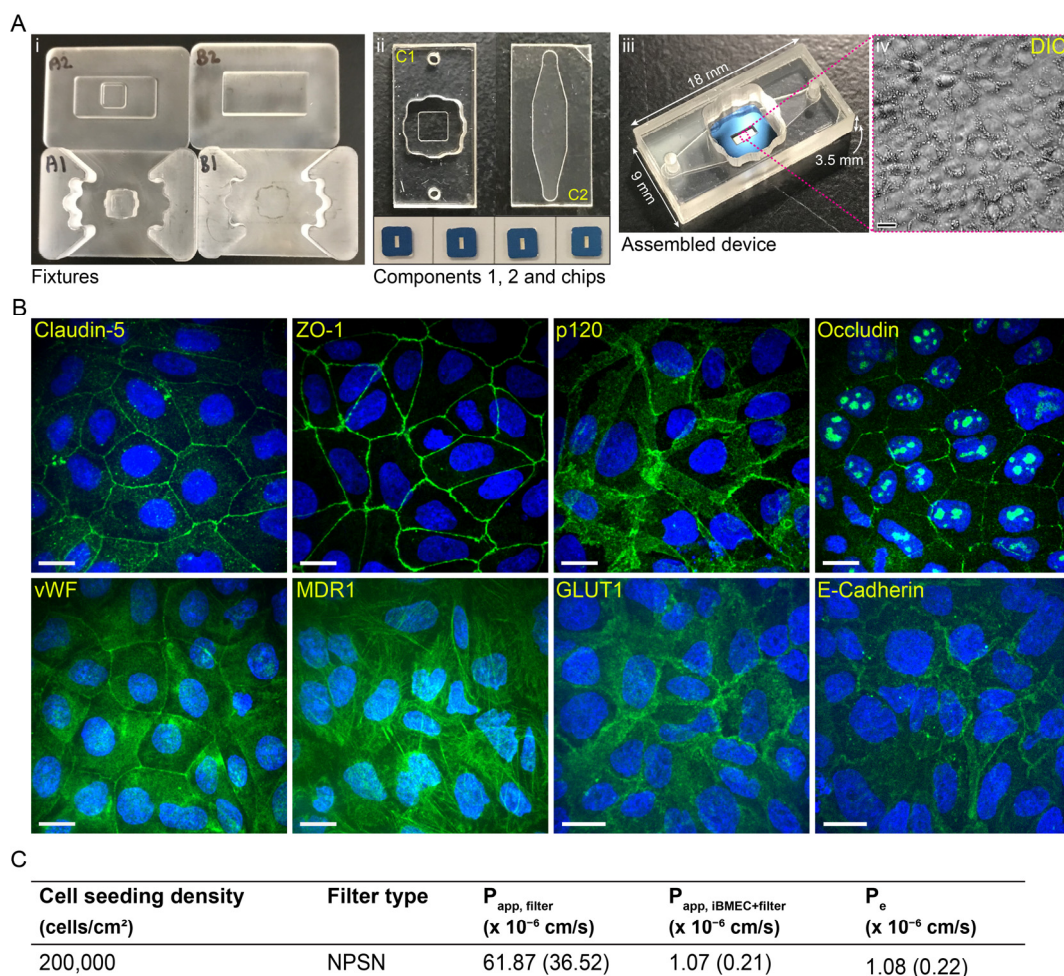 A
i
A2
B2
A1
B1
Fixtures
ii
C1
C2
Components 1, 2 and chips
iii
18 mm
9 mm
3.5 mm
Assembled device
iv
DIC
B
Claudin-5
ZO-1
p120
Occludin
vWF
MDR1
GLUT1
E-Cadherin
C
Cell seeding density Filter type P app, filter P app, iBMEC+filter P e
(cells/cm²) (x 10⁻⁶ cm/s) (x 10⁻⁶ cm/s) (x 10⁻⁶ cm/s)
200,000 NPSN 61.87 (36.52) 1.07 (0.21) 1.08 (0.22)